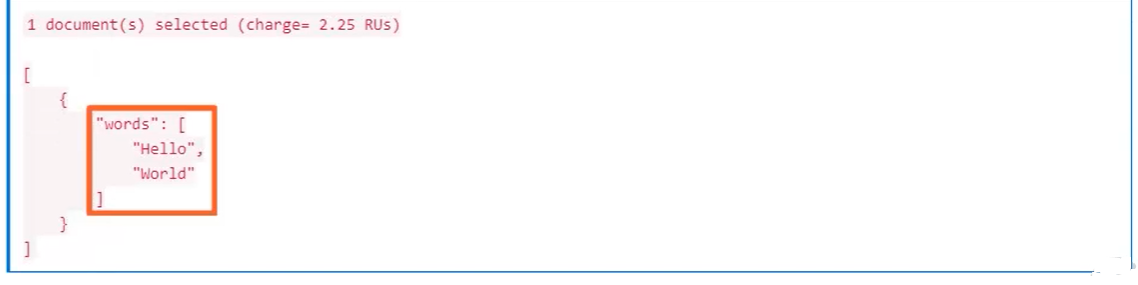 1 document(s) selected (charge= 2.25 RUs)
[
{
"words": [
"Hello",
"World"
]
}
]